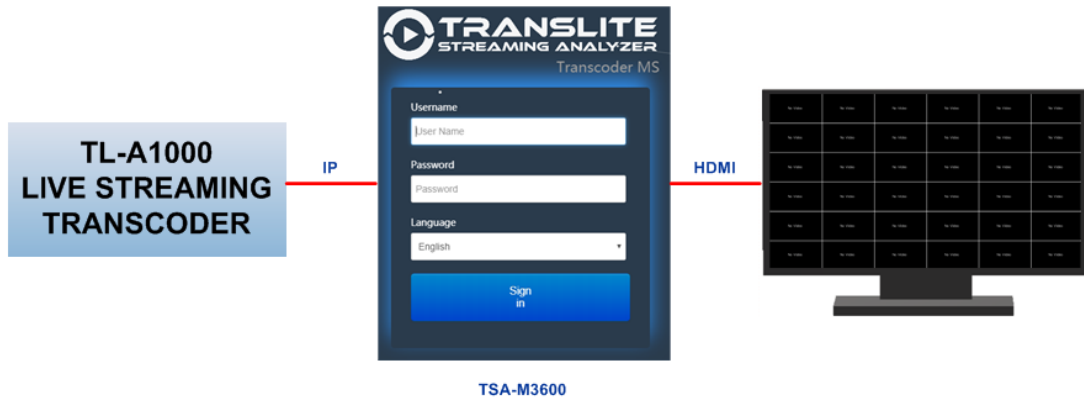 TL-A1000
LIVE STREAMING
TRANSCODER
IP
TRANSLITE
STREAMING ANALYZER
Transcoder MS
Username
User Name
Password
Password
Language
English
Sign
in
TSA-M3600
HDMI